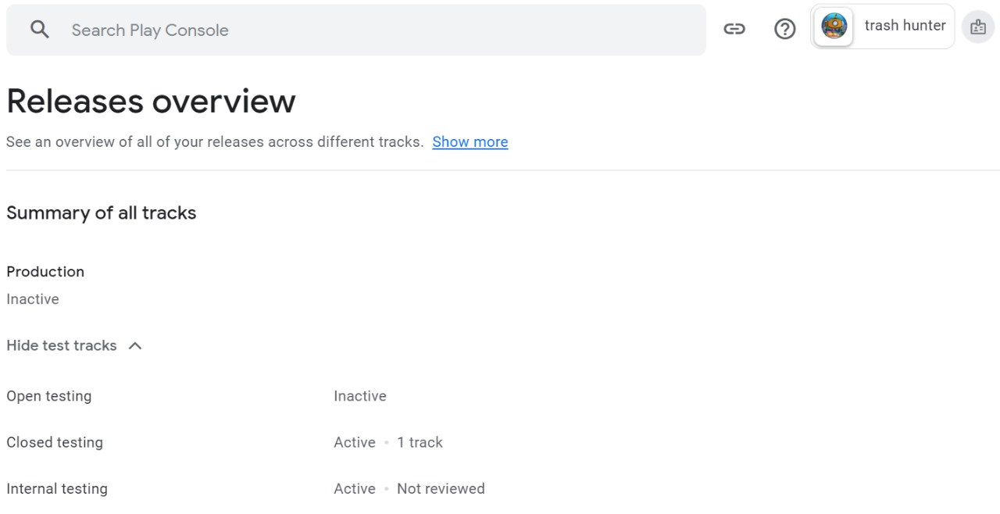 Search Play Console
trash hunter
Releases overview
See an overview of all of your releases across different tracks. Show more
Summary of all tracks
Production
Inactive
Hide test tracks
Open testing Inactive
Closed testing Active • 1 track
Internal testing Active • Not reviewed